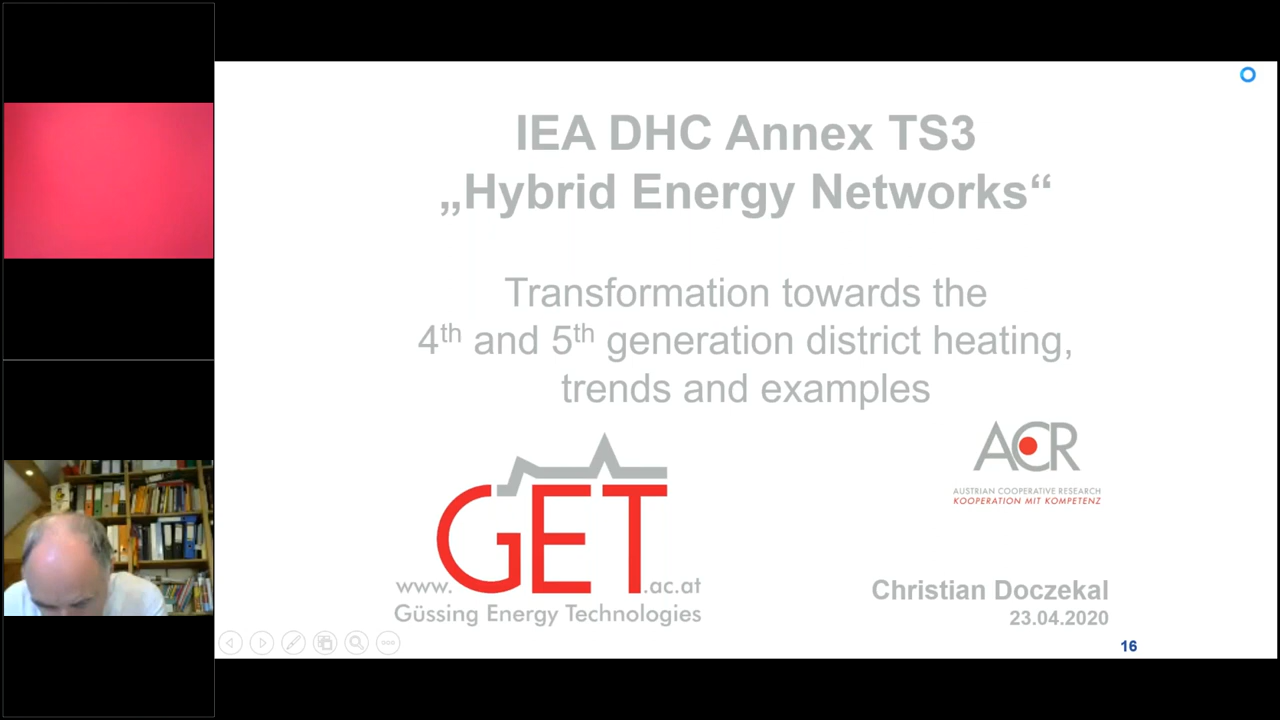 IEA DHC Annex TS3
„Hybrid Energy Networks“
Transformation towards the
4th and 5th generation district heating,
trends and examples
ACR
AUSTRIAN COOPERATIVE RESEARCH
KOOPERATION MIT KOMPETENZ
www.GET.ac.at
Güssing Energy Technologies
Christian Doczekal
23.04.2020
16